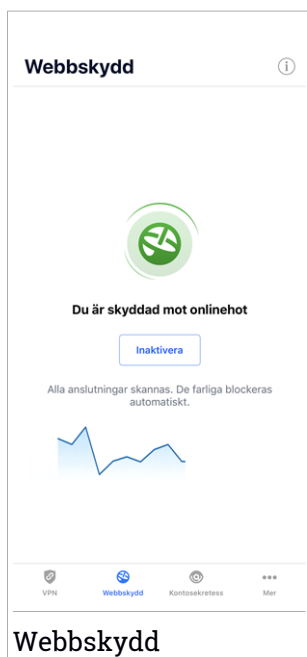 Webbskydd
Du är skyddad mot onlinehot
Inaktivera
Alla anslutningar skannas. De farliga blockeras
automatiskt.
VPN
Webbskydd
Kontosekretess
Mer
Webbskydd